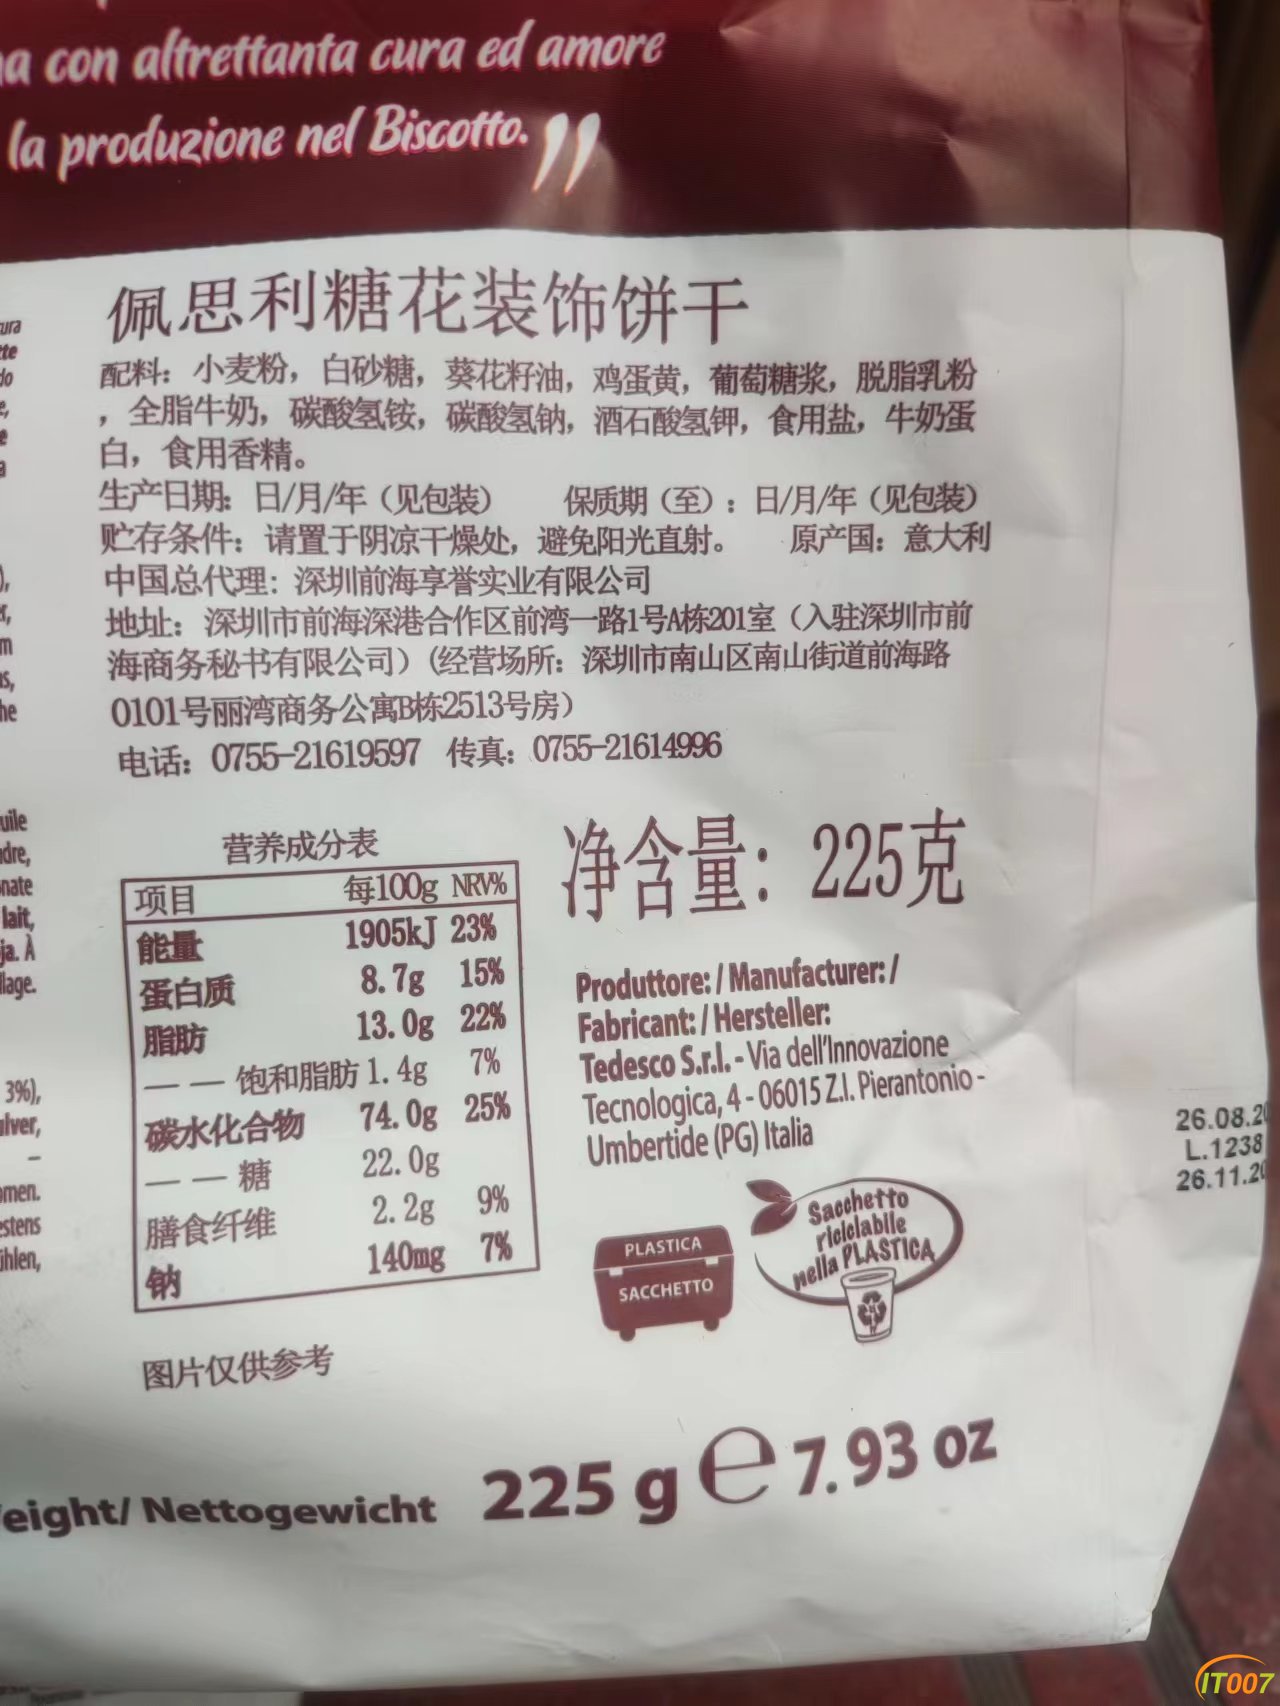 con altrettanta cura ed amore
la produzione nel Biscotto.”
佩思利糖花装饰饼干
配料：小麦粉，白砂糖，葵花籽油，鸡蛋黄，葡萄糖浆，脱脂乳粉
，全脂牛奶，碳酸氢铵，碳酸氢钠，酒石酸氢钾，食用盐，牛奶蛋
白，食用香精。
生产日期：日/月/年（见包装） 保质期（至）：日/月/年（见包装）
贮存条件：请置于阴凉干燥处，避免阳光直射。 原产国：意大利
中国总代理：深圳前海享誉实业有限公司
地址：深圳市前海深港合作区前湾一路1号A栋201室（入驻深圳市前
海商务秘书有限公司）（经营场所：深圳市南山区南山街道前海路
0101号丽湾商务公寓B栋2513号房）
电话：0755-21619597 传真：0755-21614996
营养成分表
项目 每100g NRV%
能量 1905kJ 23%
蛋白质 8.7g 15%
脂肪 13.0g 22%
——饱和脂肪 1.4g 7%
碳水化合物 74.0g 25%
——糖 22.0g
膳食纤维 2.2g 9%
钠 140mg 7%
图片仅供参考
净含量：225克
Produttore: / Manufacturer: /
Fabricant: / Hersteller:
Tedesco S.r.l. - Via dell'Innovazione
Tecnologica, 4 - 06015 Z.I. Pierantonio -
Umbertide (PG) Italia
PLASTICA
SACCHETTO
Sacchetto
riciclabile
nella PLASTICA
26.08.20
L.1238
26.11.20
lait,
3%),
Nettogewicht 225 g e 7.93 oz
IT007